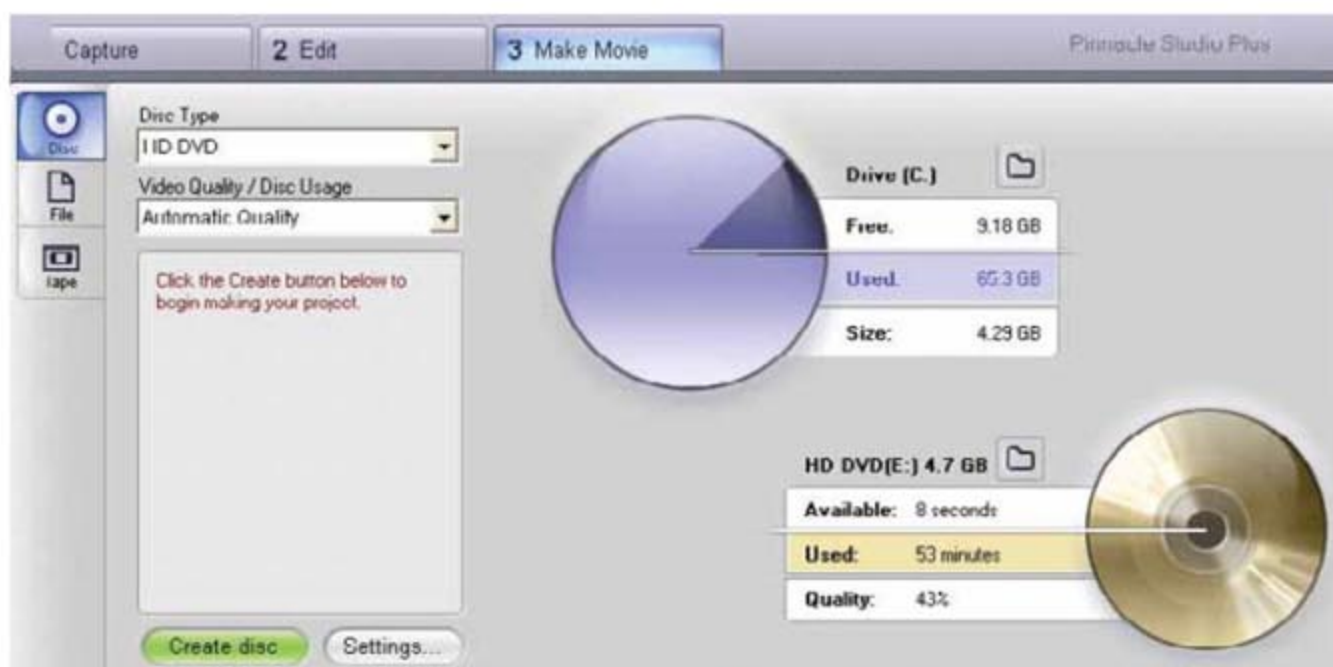 Capture
2 Edit
3 Make Movie
Pinnacle Studio Plus
Disc
File
Tape
Disc Type
HD DVD
Video Quality / Disc Usage
Automatic Quality
Click the Create button below to
begin making your project.
Create disc
Settings...
Drive (C:)
Free: 9.18 GB
Used: 65.3 GB
Size: 4.29 GB
HD DVD(E:) 4.7 GB
Available: 8 seconds
Used: 53 minutes
Quality: 43%